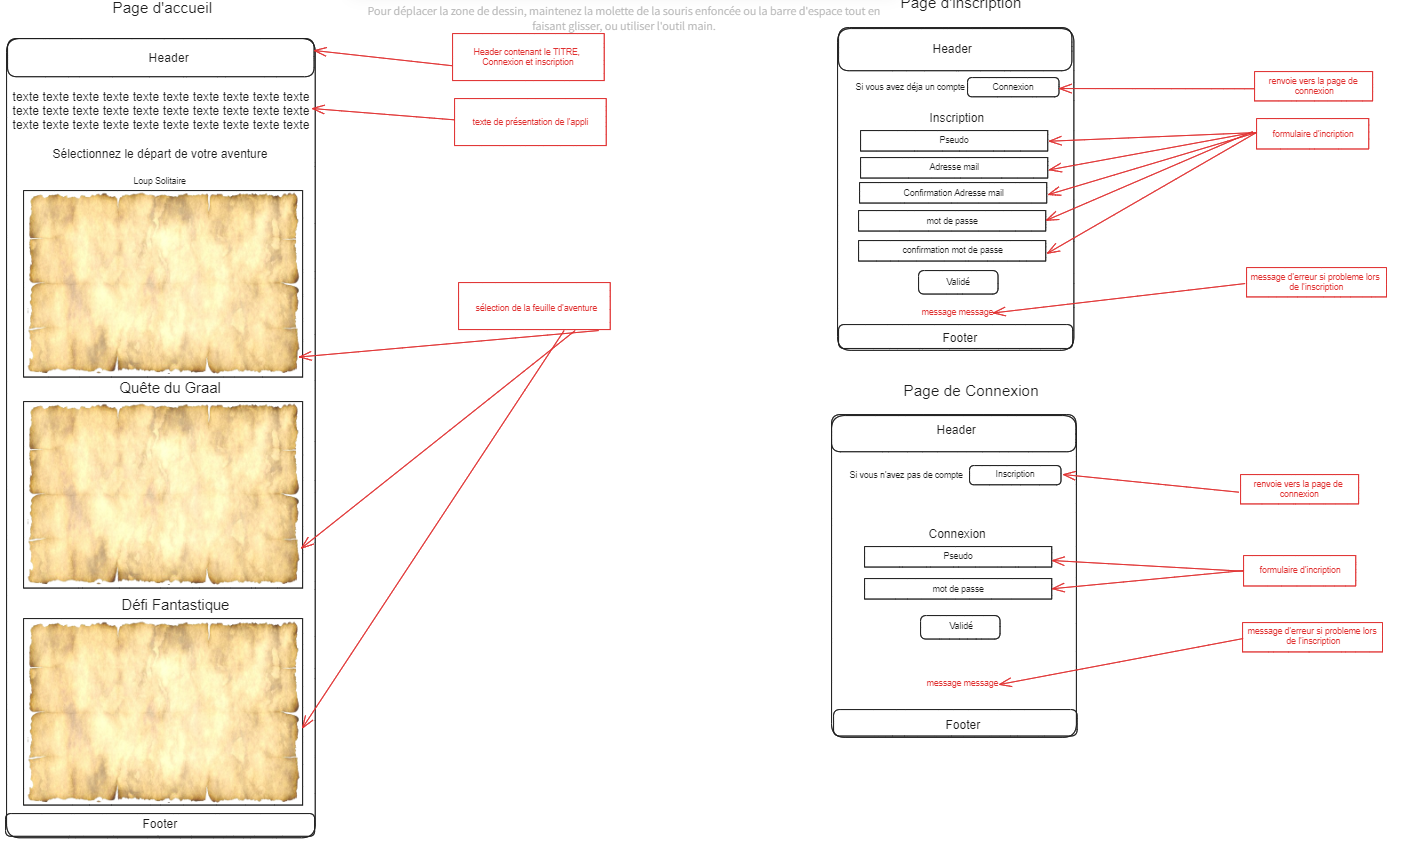 Page d'accueil
Pour déplacer la zone de dessin, maintenez la molette de la souris enfoncée ou la barre d'espace tout en
faisant glisser, ou utiliser l'outil main.
Header
Header contenant le TITRE,
Connexion et inscription
texte texte texte texte texte texte texte texte texte texte
texte texte texte texte texte texte texte texte texte texte
texte texte texte texte texte texte texte texte texte texte
texte de présentation de l'appli
Sélectionnez le départ de votre aventure
Loup Solitaire
sélection de la feuille d'aventure
Quête du Graal
Défi Fantastique
Footer
Page d'inscription
Header
Si vous avez déja un compte
Connexion
renvoie vers la page de
connexion
Inscription
Pseudo
Adresse mail
Confirmation Adresse mail
mot de passe
confirmation mot de passe
formulaire d'incription
Validé
message d'erreur si probleme lors
de l'inscription
message message
Footer
Page de Connexion
Header
Si vous n'avez pas de compte
Inscription
renvoie vers la page de
connexion
Connexion
Pseudo
mot de passe
formulaire d'incription
Validé
message d'erreur si probleme lors
de l'inscription
message message
Footer